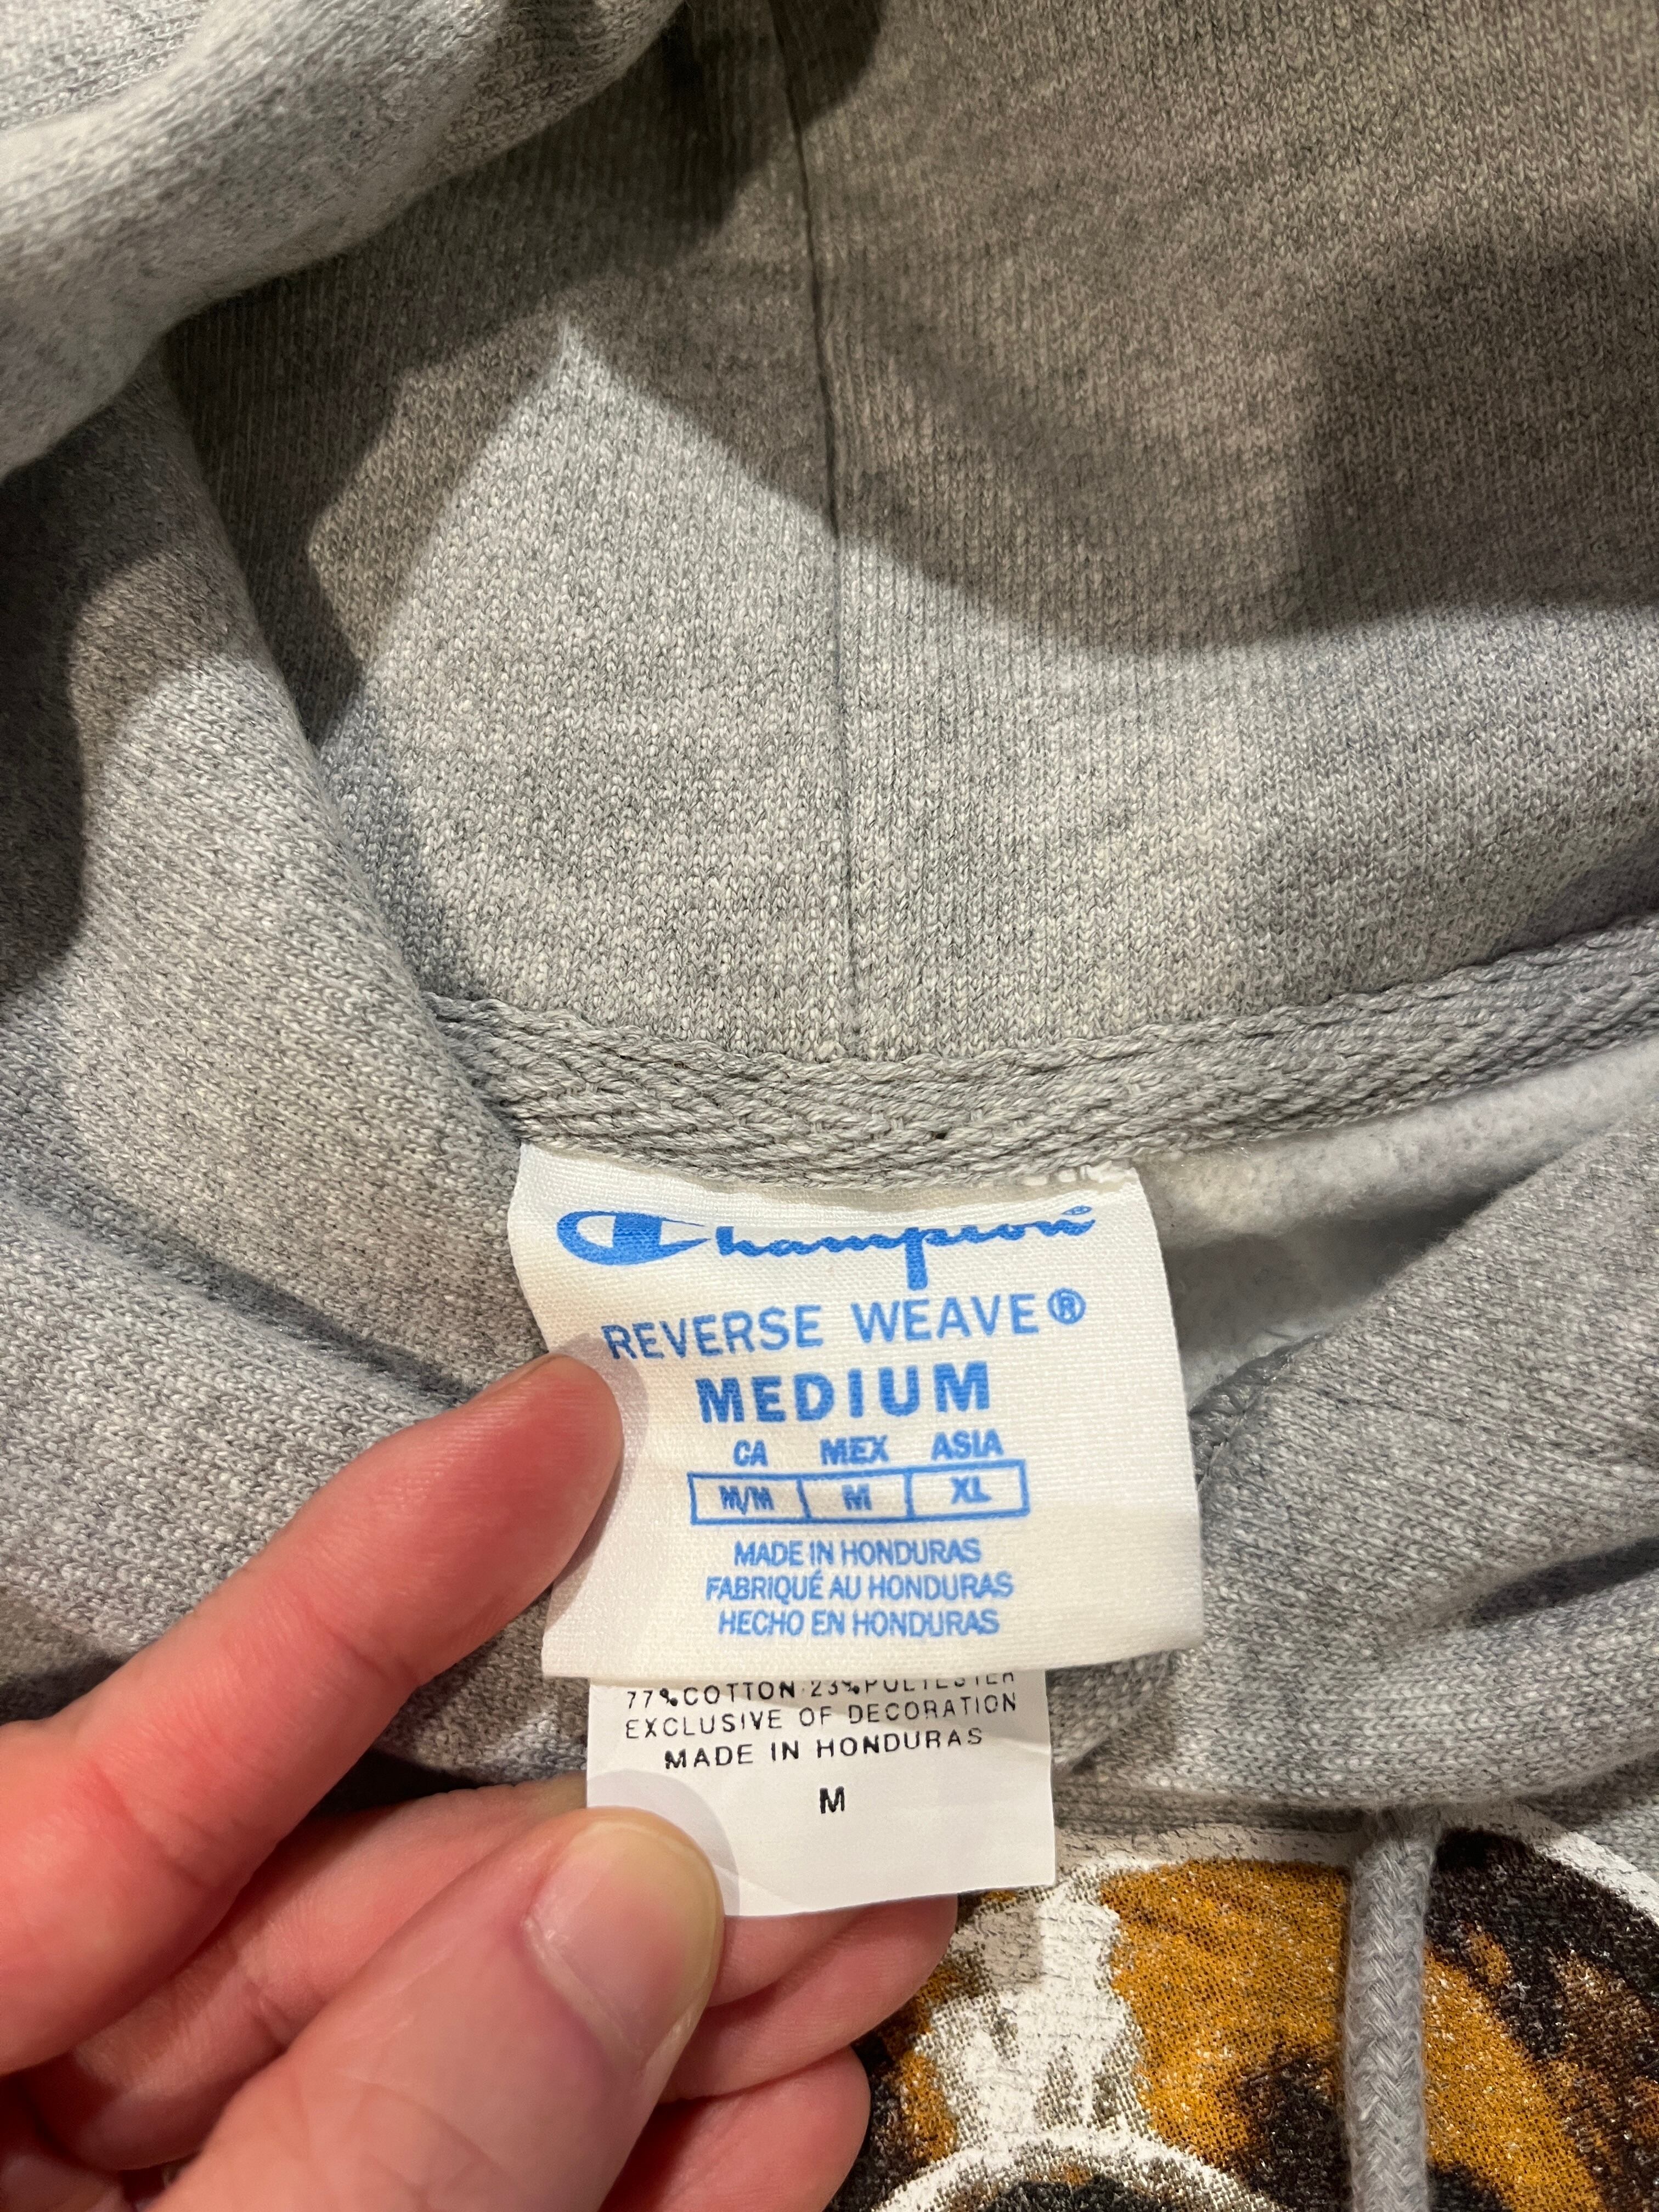 Champion®
REVERSE WEAVE®
MEDIUM
CA MEX ASIA
M/M M XL
MADE IN HONDURAS
FABRIQUÉ AU HONDURAS
HECHO EN HONDURAS
77% COTTON 23% POLYESTER
EXCLUSIVE OF DECORATION
MADE IN HONDURAS
M